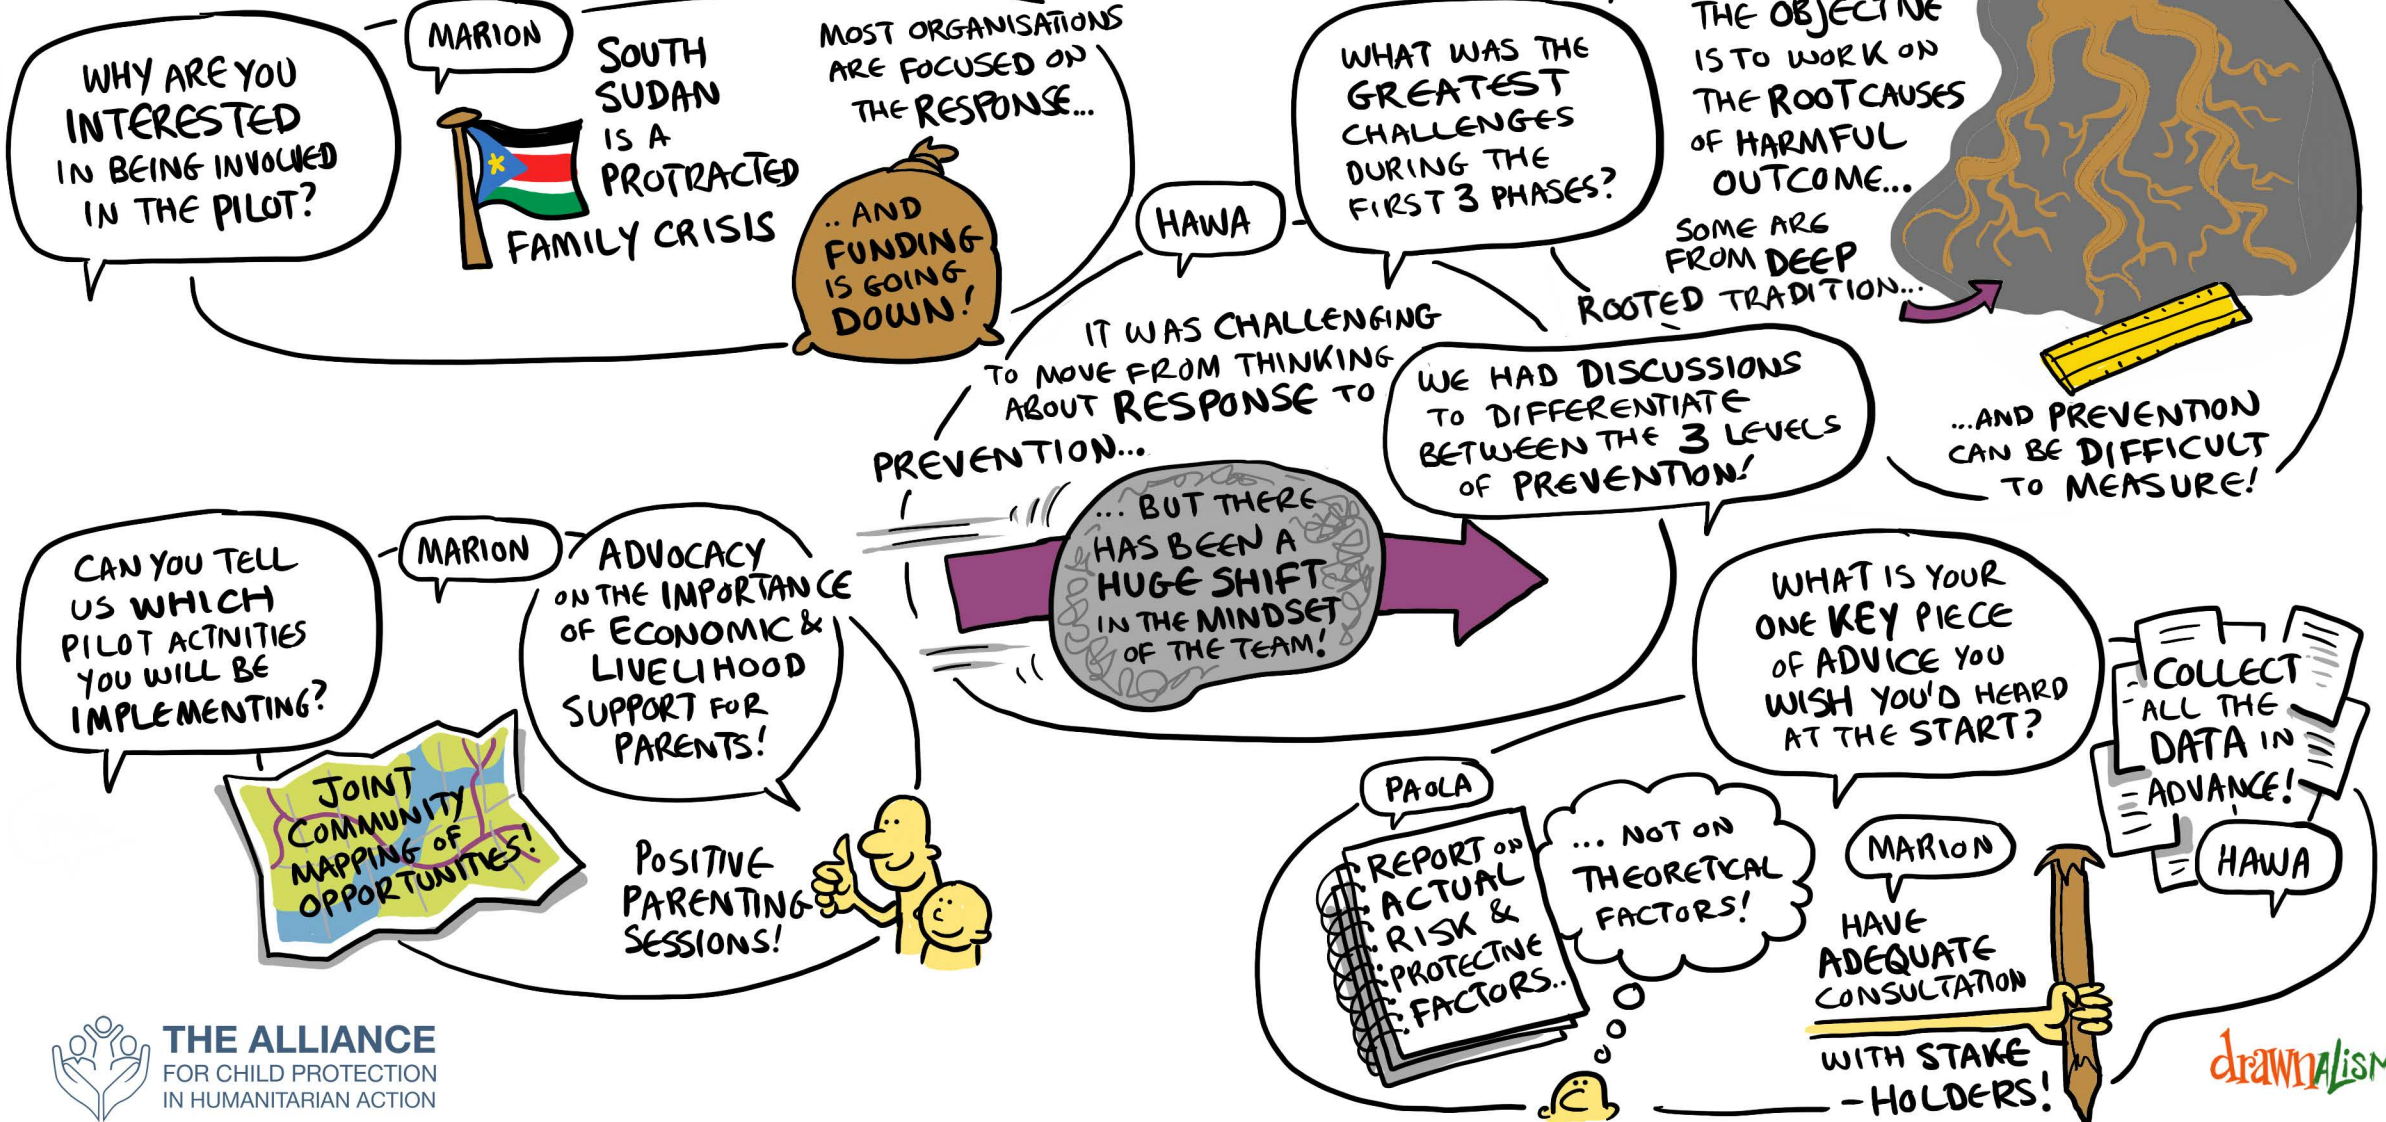 WHY ARE YOU
INTERESTED
IN BEING INVOLVED
IN THE PILOT?
MARION
SOUTH
SUDAN
IS A
PROTRACTED
FAMILY CRISIS
MOST ORGANISATIONS
ARE FOCUSED ON
THE RESPONSE...
.. AND
FUNDING
IS GOING
DOWN!
WHAT WAS THE
GREATEST
CHALLENGES
DURING THE
FIRST 3 PHASES?
HAWA
IT WAS CHALLENGING
TO MOVE FROM THINKING
ABOUT RESPONSE TO
PREVENTION...
... BUT THERE
HAS BEEN A
HUGE SHIFT
IN THE MINDSET
OF THE TEAM!
WE HAD DISCUSSIONS
TO DIFFERENTIATE
BETWEEN THE 3 LEVELS
OF PREVENTION!
THE OBJECTIVE
IS TO WORK ON
THE ROOT CAUSES
OF HARMFUL
OUTCOME...
SOME ARE
FROM DEEP
ROOTED TRADITION...
...AND PREVENTION
CAN BE DIFFICULT
TO MEASURE!
CAN YOU TELL
US WHICH
PILOT ACTIVITIES
YOU WILL BE
IMPLEMENTING?
MARION
ADVOCACY
ON THE IMPORTANCE
OF ECONOMIC &
LIVELIHOOD
SUPPORT FOR
PARENTS!
JOINT
COMMUNITY
MAPPING OF
OPPORTUNITIES!
POSITIVE
PARENTING
SESSIONS!
WHAT IS YOUR
ONE KEY PIECE
OF ADVICE YOU
WISH YOU'D HEARD
AT THE START?
PAOLA
REPORT ON
ACTUAL
RISK &
PROTECTIVE
FACTORS..
... NOT ON
THEORETICAL
FACTORS!
MARION
HAVE
ADEQUATE
CONSULTATION
WITH STAKE
-HOLDERS!
COLLECT
ALL THE
DATA IN
ADVANCE!
HAWA
THE ALLIANCE
FOR CHILD PROTECTION
IN HUMANITARIAN ACTION
drawnalism